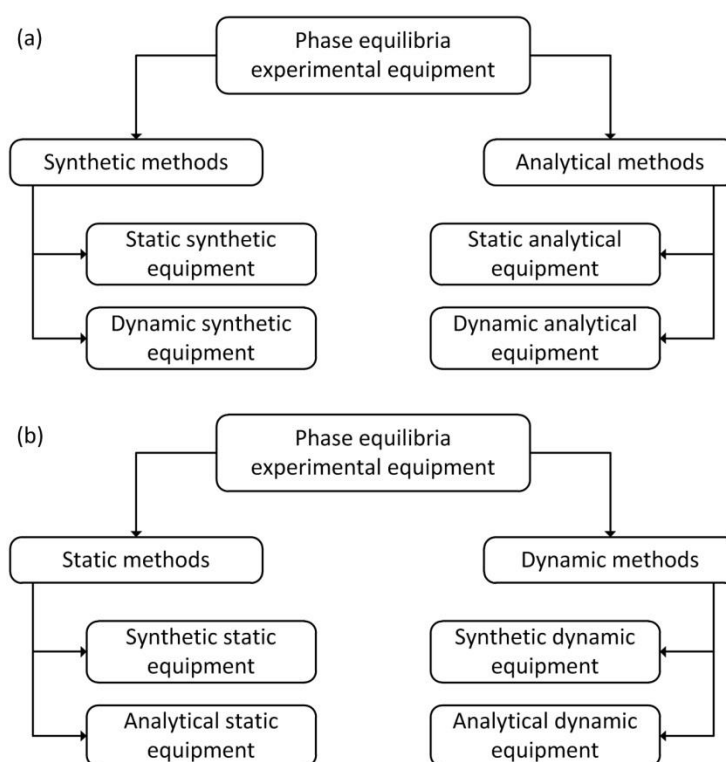 (a)
Phase equilibria
experimental equipment
Synthetic methods
Analytical methods
Static synthetic
equipment
Static analytical
equipment
Dynamic synthetic
equipment
Dynamic analytical
equipment
(b)
Phase equilibria
experimental equipment
Static methods
Dynamic methods
Synthetic static
equipment
Synthetic dynamic
equipment
Analytical static
equipment
Analytical dynamic
equipment